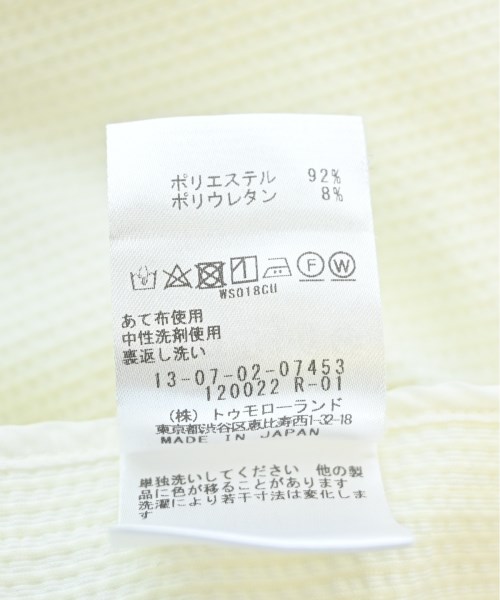 ポリエステル 92%
ポリウレタン 8%
F W
WS018CU
あて布使用
中性洗剤使用
裏返し洗い
13-07-02-07453
120022 R-01
(株) トゥモローランド
東京都渋谷区恵比寿西1-32-18
MADE IN JAPAN
単独洗いしてください 他の製
品に色が移ることがあります
洗濯により若干寸法は変化しま
す